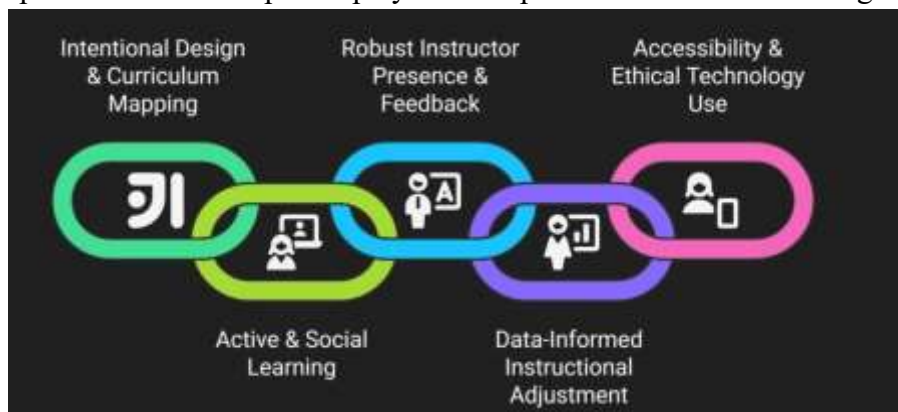 Intentional Design
& Curriculum
Mapping
Robust Instructor
Presence &
Feedback
Accessibility &
Ethical Technology
Use
A
Active & Social
Learning
Data-Informed
Instructional
Adjustment